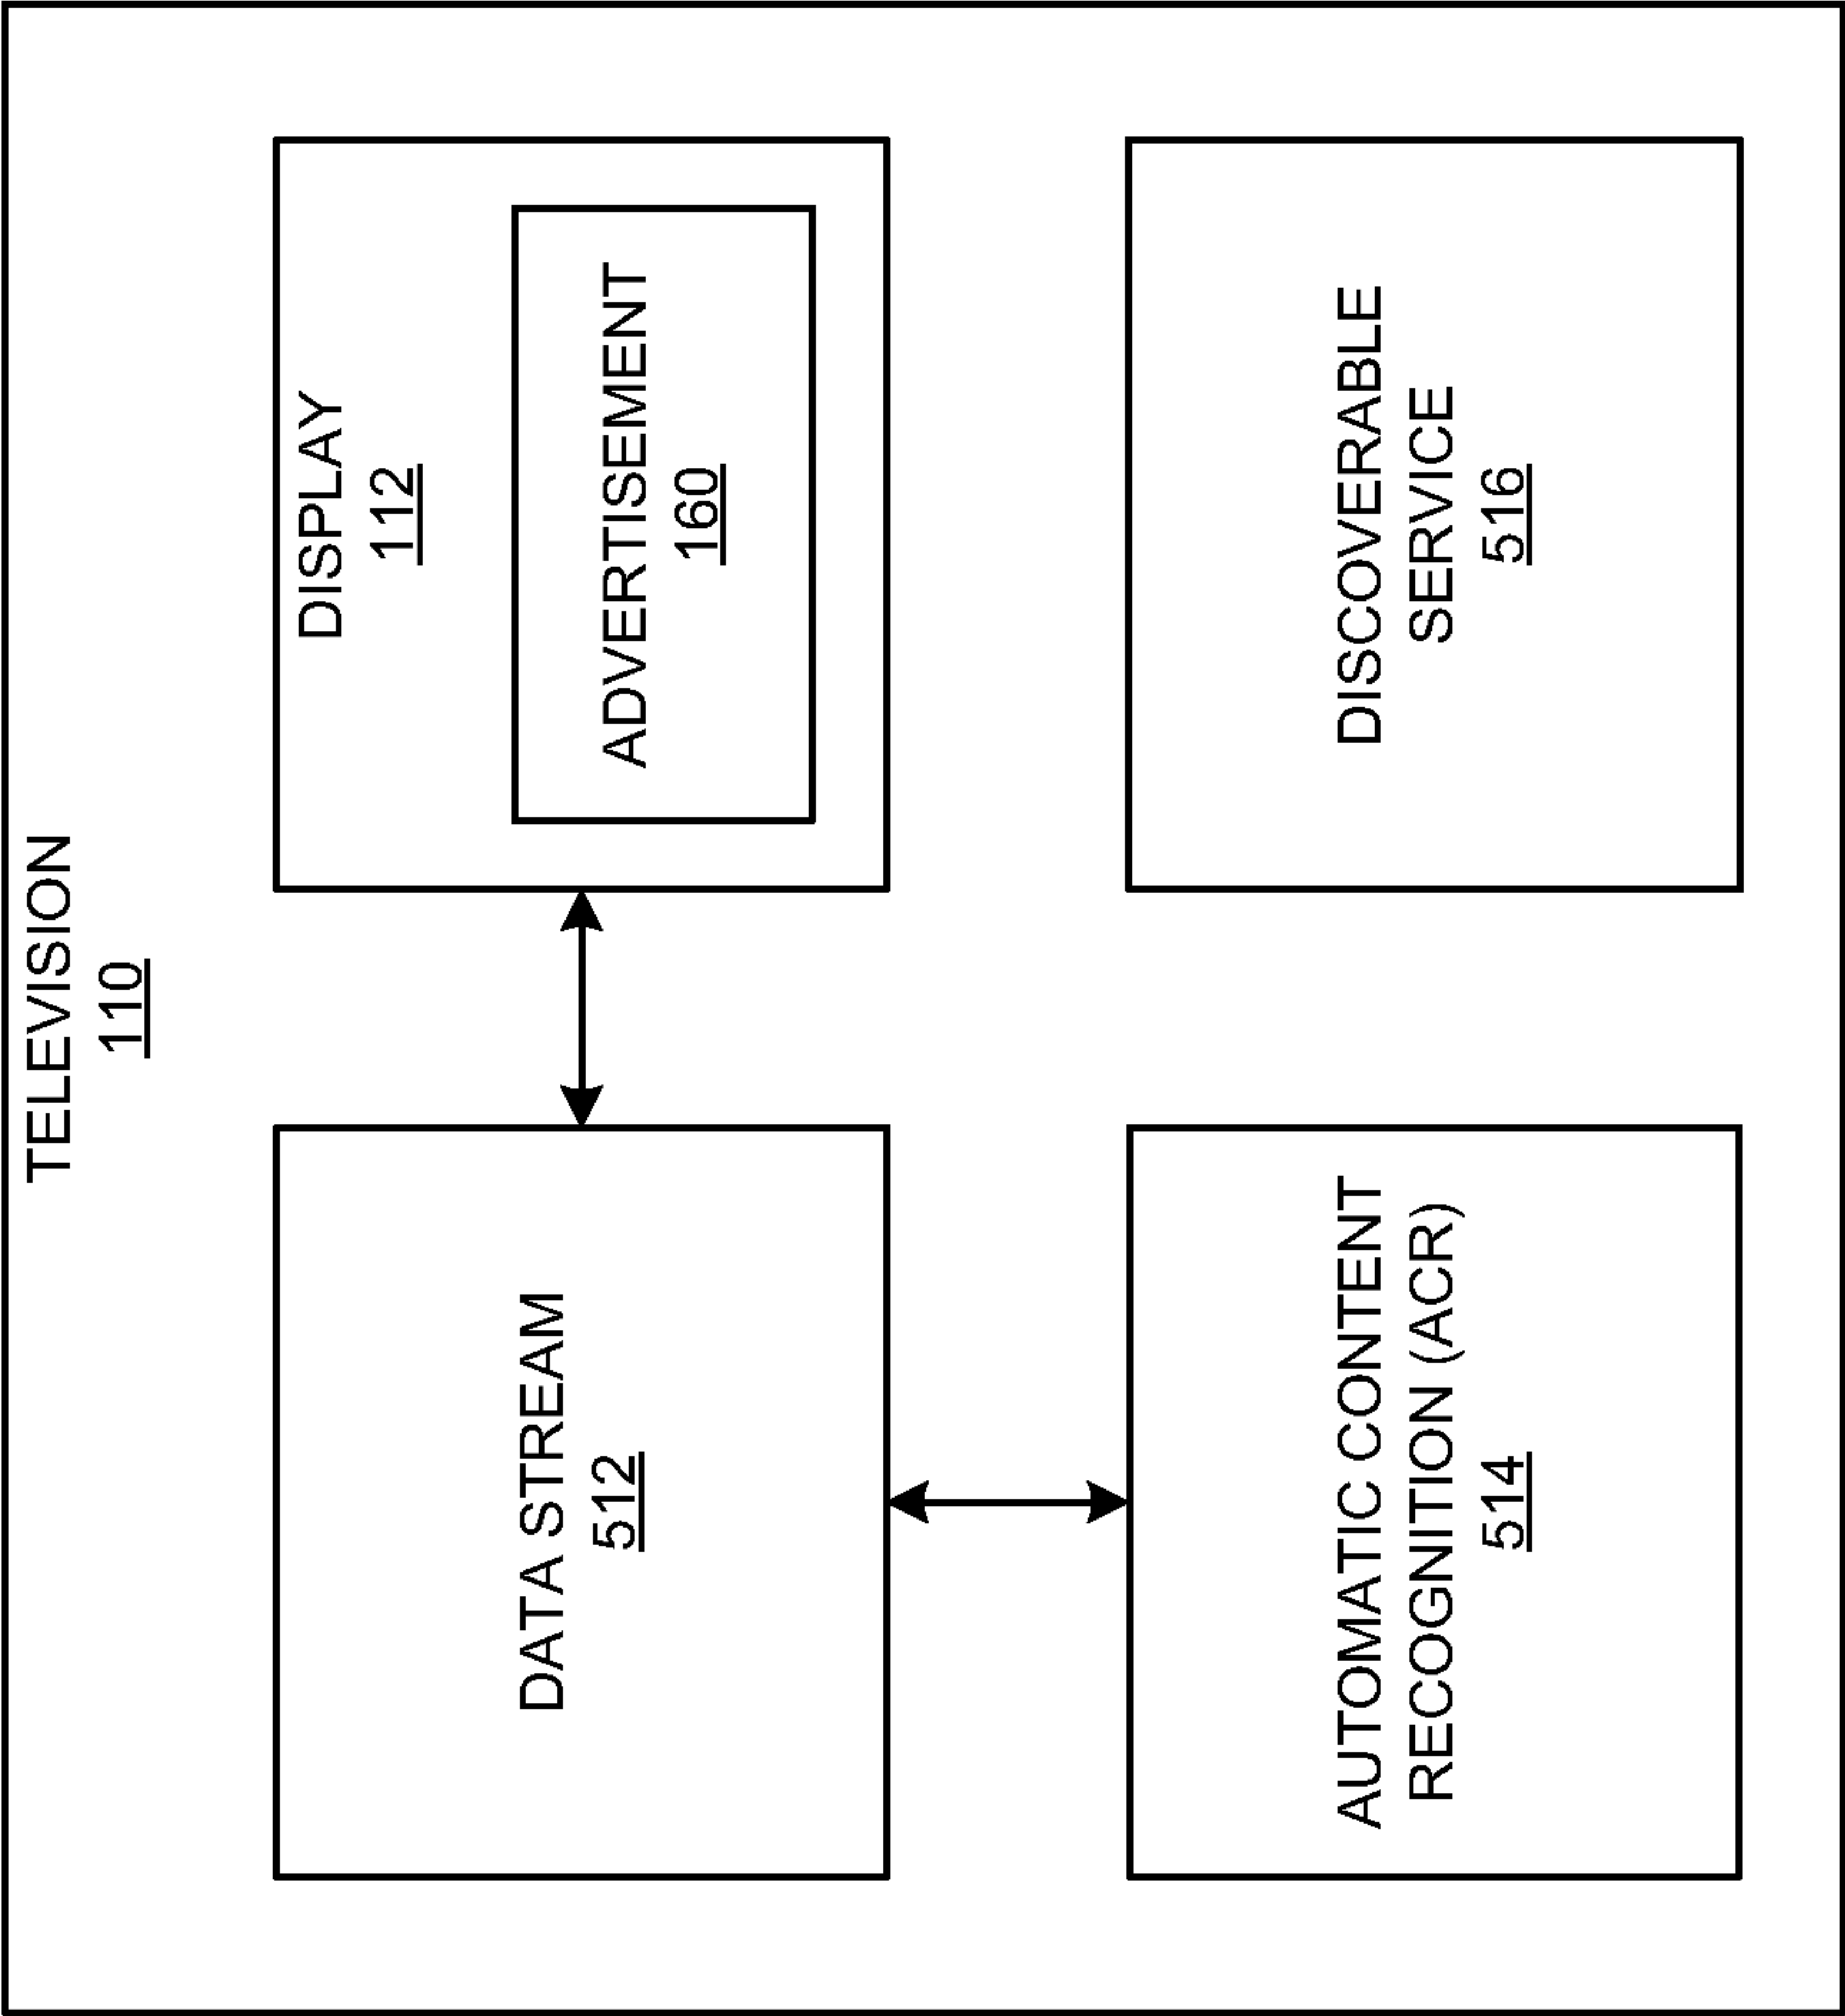 TELEVISION
110
DATA STREAM
512
DISPLAY
112
ADVERTISEMENT
160
AUTOMATIC CONTENT
RECOGNITION (ACR)
514
DISCOVERABLE
SERVICE
516